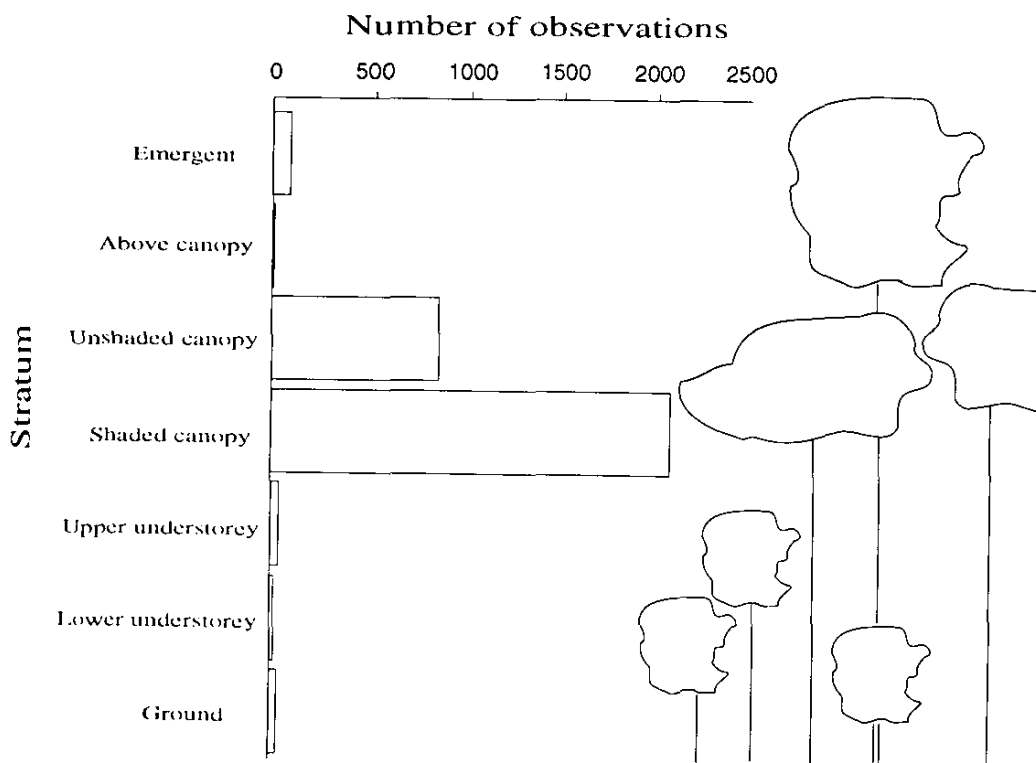 Number of observations
0 500 1000 1500 2000 2500
Emergent
Above canopy
Unshaded canopy
Shaded canopy
Upper understorey
Lower understorey
Ground
Stratum